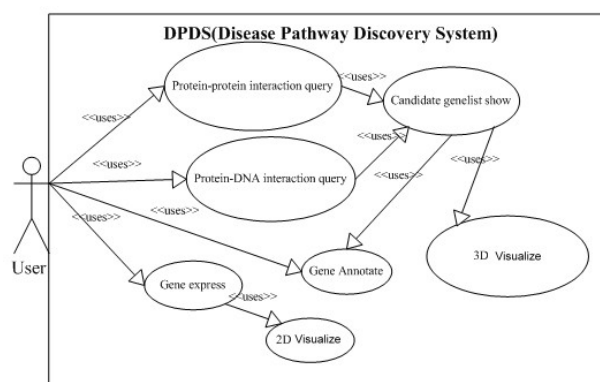 DPDS(Disease Pathway Discovery System)
Protein-protein interaction query
<<uses>>
Candidate genelist show
<<uses>>
<<uses>>
<<uses>>
Protein-DNA interaction query
<<uses>>
<<uses>>
<<uses>>
<<uses>>
<<uses>>
User
Gene Annotate
3D Visualize
Gene express
<<uses>>
2D Visualize